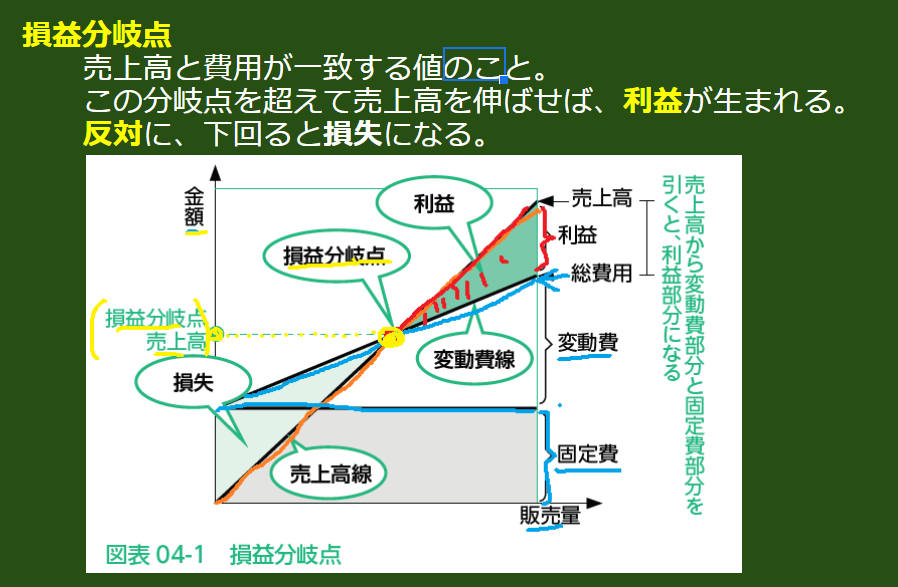 損益分岐点
売上高と費用が一致する値のこと。
この分岐点を超えて売上高を伸ばせば、利益が生まれる。
反対に、下回ると損失になる。
金額
利益
売上高
利益
損益分岐点
総費用
損益分岐点
売上高
変動費
変動費線
損失
固定費
売上高線
販売量
売上高から変動費部分と固定費部分を
引くと、利益部分になる
図表 04-1 損益分岐点